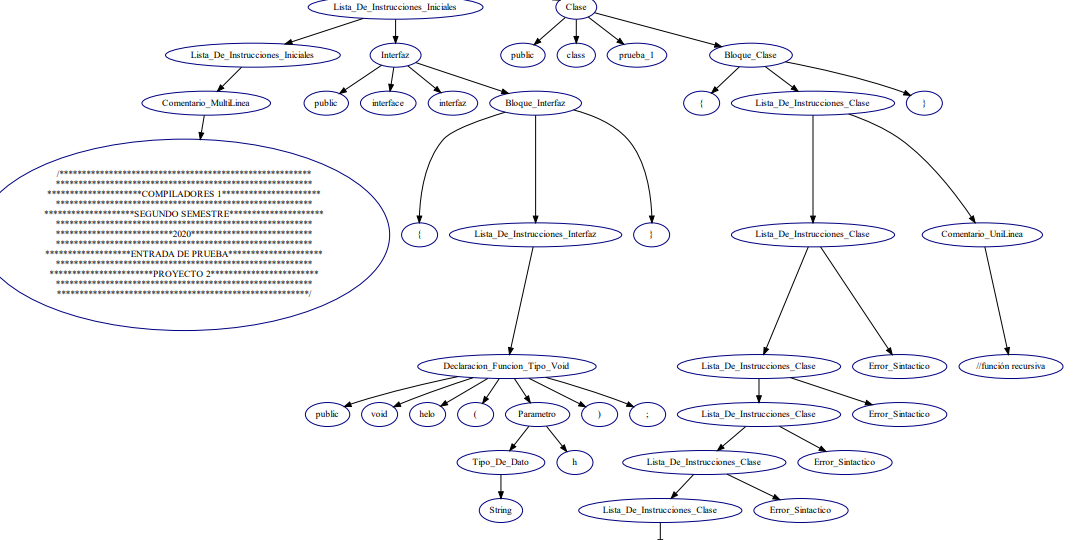 Lista_De_Instrucciones_Iniciales
Clase
Lista_De_Instrucciones_Iniciales
Interfaz
public
class
prueba_1
Bloque_Clase
Comentario_MultiLinea
public
interface
interfaz
Bloque_Interfaz
{
Lista_De_Instrucciones_Clase
}
/********************************************************
*********************************************************
*********************COMPILADORES 1**********************
*********************************************************
********************SEGUNDO SEMESTRE*********************
*********************************************************
**************************2020***************************
*********************************************************
*******************ENTRADA DE PRUEBA*********************
*********************************************************
***********************PROYECTO 2************************
*********************************************************
********************************************************/
{
Lista_De_Instrucciones_Interfaz
}
Lista_De_Instrucciones_Clase
Comentario_UniLinea
Declaracion_Funcion_Tipo_Void
Lista_De_Instrucciones_Clase
Error_Sintactico
//función recursiva
public
void
helo
(
Parametro
)
;
Lista_De_Instrucciones_Clase
Error_Sintactico
Tipo_De_Dato
h
Lista_De_Instrucciones_Clase
Error_Sintactico
String
Lista_De_Instrucciones_Clase
Error_Sintactico